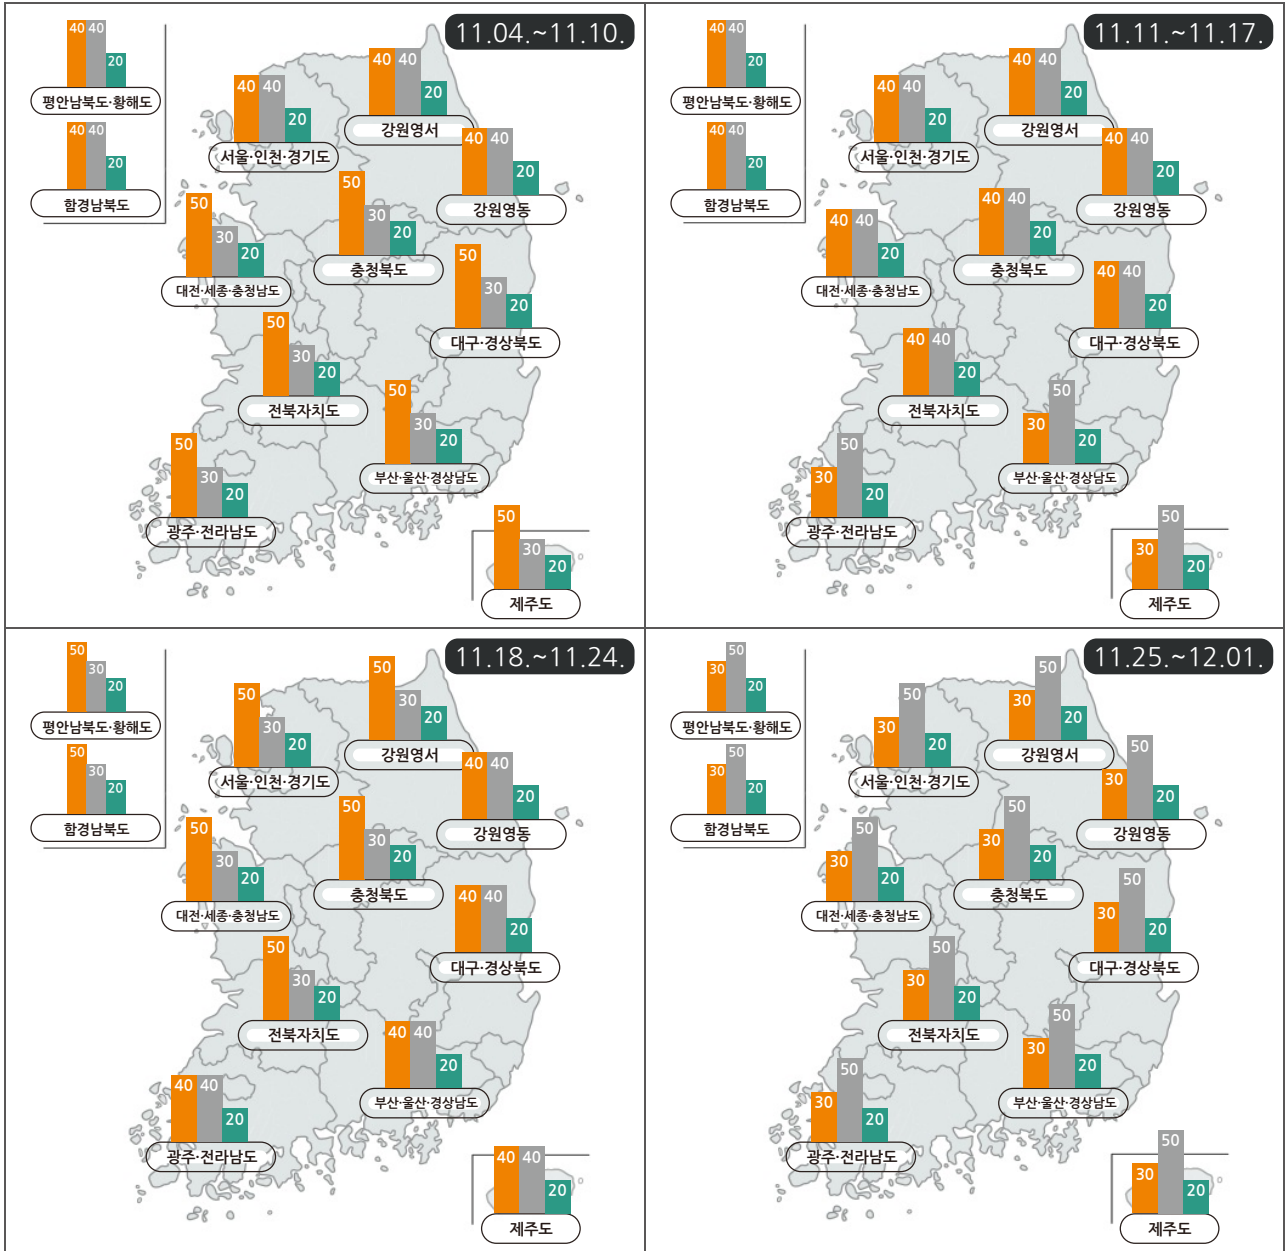 11.04.~11.10.
40 40 20
평안남북도·황해도
40 40 20
함경남북도
40 40 20
서울·인천·경기도
40 40 20
강원영서
40 40 20
강원영동
50 30 20
대전·세종·충청남도
50 30 20
충청북도
50 30 20
대구·경상북도
50 30 20
전북자치도
50 30 20
부산·울산·경상남도
50 30 20
광주·전라남도
50 30 20
제주도
11.11.~11.17.
40 40 20
평안남북도·황해도
40 40 20
함경남북도
40 40 20
서울·인천·경기도
40 40 20
강원영서
40 40 20
강원영동
40 40 20
대전·세종·충청남도
40 40 20
충청북도
40 40 20
대구·경상북도
40 40 20
전북자치도
30 50 20
부산·울산·경상남도
30 50 20
광주·전라남도
30 50 20
제주도
11.18.~11.24.
50 30 20
평안남북도·황해도
50 30 20
함경남북도
50 30 20
서울·인천·경기도
50 30 20
강원영서
40 40 20
강원영동
50 30 20
대전·세종·충청남도
50 30 20
충청북도
40 40 20
대구·경상북도
50 30 20
전북자치도
40 40 20
부산·울산·경상남도
40 40 20
광주·전라남도
40 40 20
제주도
11.25.~12.01.
30 50 20
평안남북도·황해도
30 50 20
함경남북도
30 50 20
서울·인천·경기도
30 50 20
강원영서
30 50 20
강원영동
30 50 20
대전·세종·충청남도
30 50 20
충청북도
30 50 20
대구·경상북도
30 50 20
전북자치도
30 50 20
부산·울산·경상남도
30 50 20
광주·전라남도
30 50 20
제주도